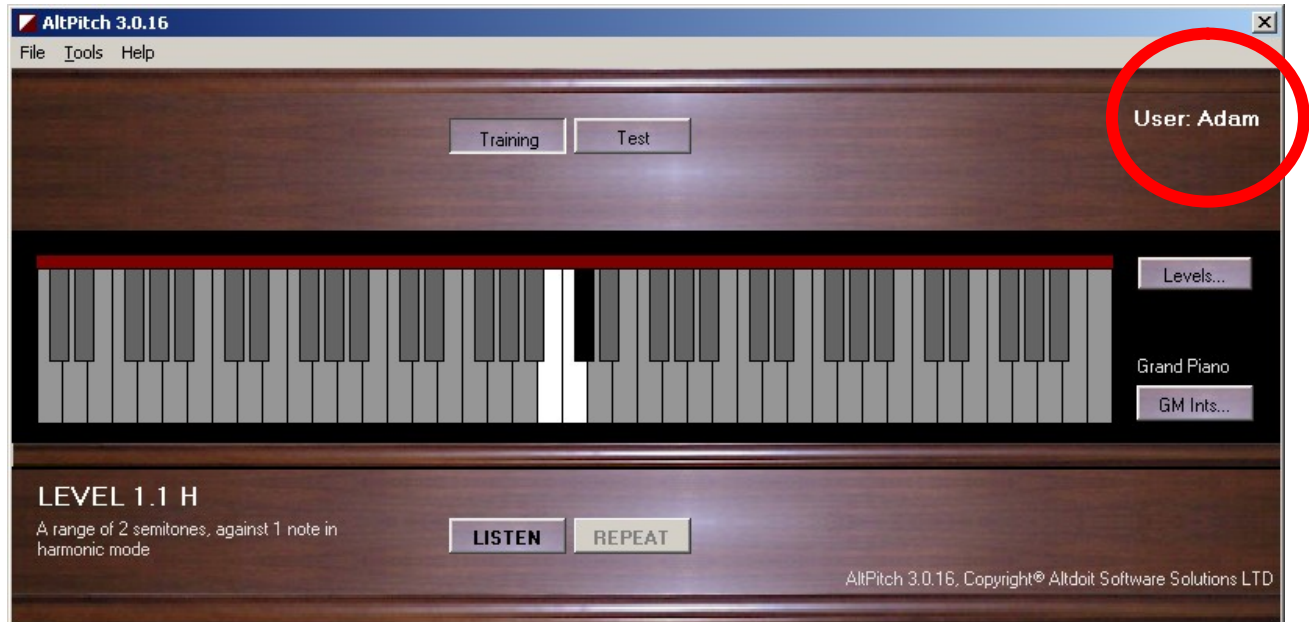 AltPitch 3.0.16
File Tools Help
User: Adam
Training Test
Levels...
Grand Piano
GM Ints...
LEVEL 1.1 H
A range of 2 semitones, against 1 note in
harmonic mode
LISTEN REPEAT
AltPitch 3.0.16, Copyright® Altdoit Software Solutions LTD